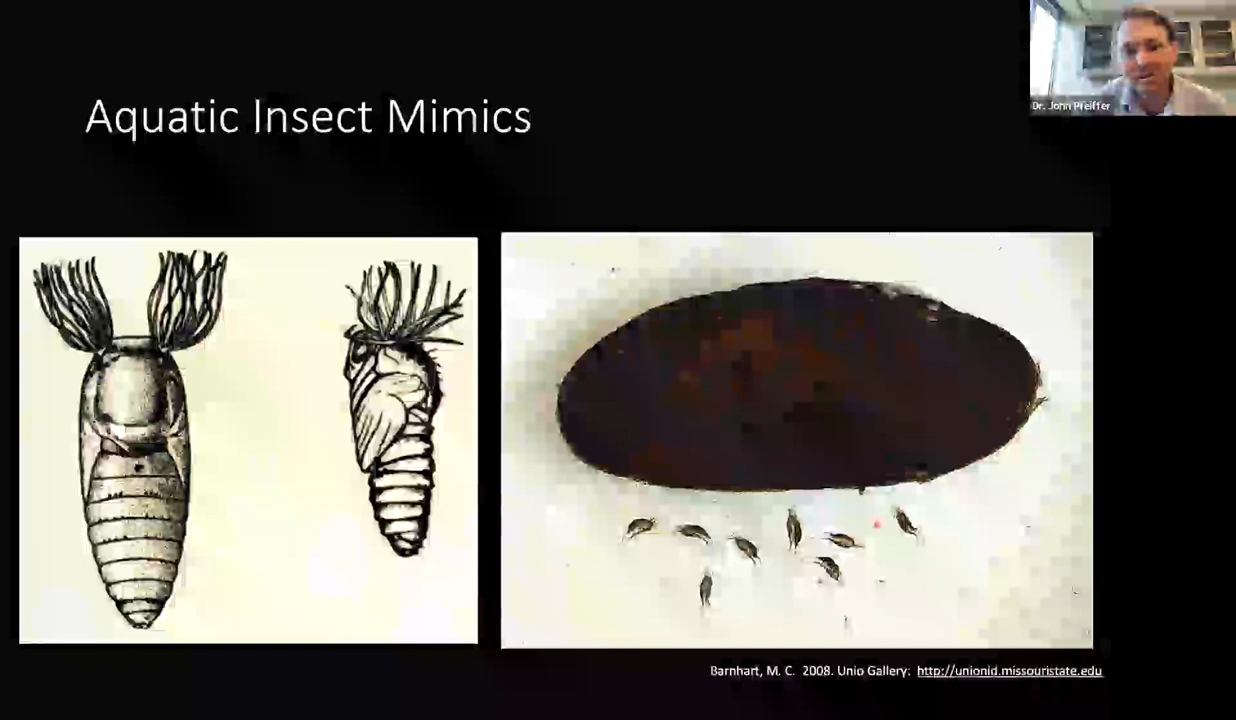 Dr. John Pfeiffer
Aquatic Insect Mimics
Barnhart, M. C. 2008. Unio Gallery: http://unionid.missouristate.edu